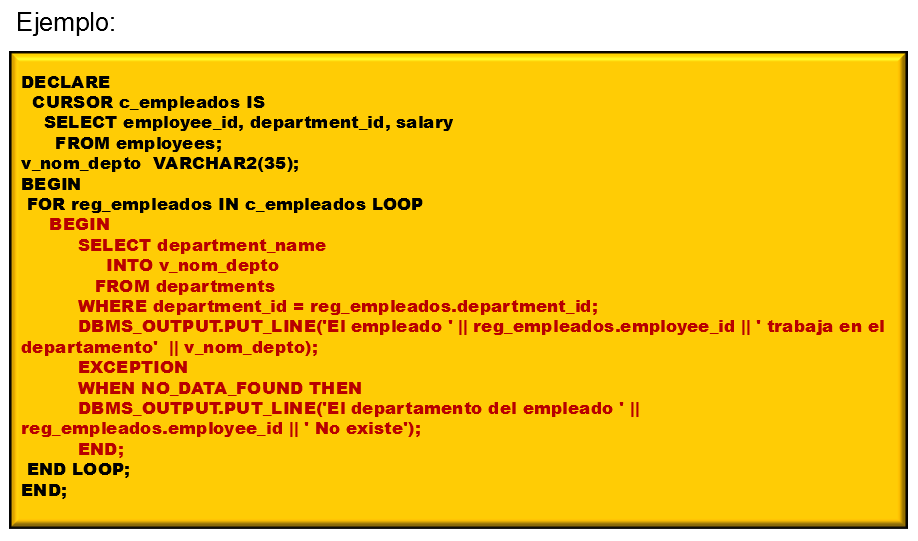 Ejemplo:
DECLARE
CURSOR c_empleados IS
SELECT employee_id, department_id, salary
FROM employees;
v_nom_depto  VARCHAR2(35);
BEGIN
FOR reg_empleados IN c_empleados LOOP
BEGIN
SELECT department_name
INTO v_nom_depto
FROM departments
WHERE department_id = reg_empleados.department_id;
DBMS_OUTPUT.PUT_LINE('El empleado ' || reg_empleados.employee_id || ' trabaja en el
departamento'  || v_nom_depto);
EXCEPTION
WHEN NO_DATA_FOUND THEN
DBMS_OUTPUT.PUT_LINE('El departamento del empleado ' ||
reg_empleados.employee_id || ' No existe');
END;
END LOOP;
END;